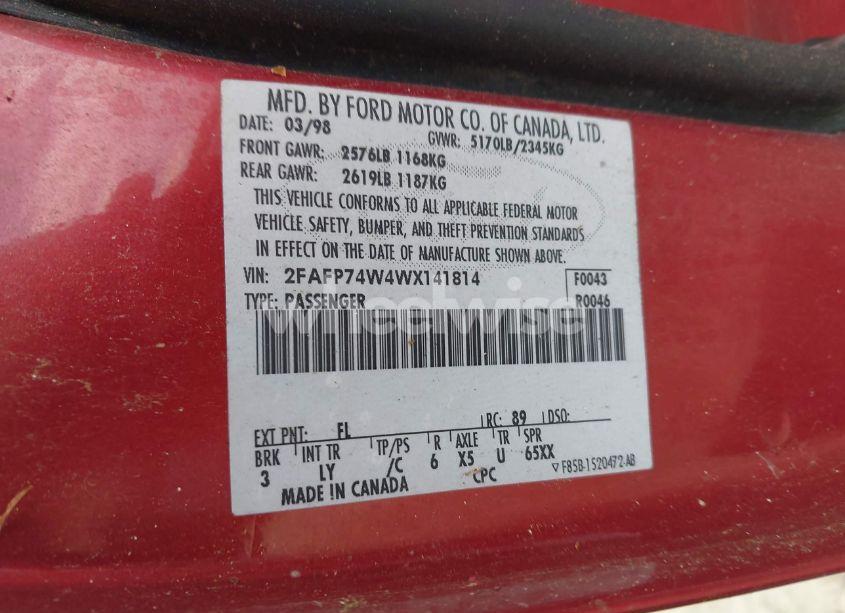 MFD. BY FORD MOTOR CO. OF CANADA, LTD.
DATE: 03/98 GVWR: 5170LB/2345KG
FRONT GAWR: 2576LB 1168KG
REAR GAWR: 2619LB 1187KG
THIS VEHICLE CONFORMS TO ALL APPLICABLE FEDERAL MOTOR
VEHICLE SAFETY, BUMPER, AND THEFT PREVENTION STANDARDS
IN EFFECT ON THE DATE OF MANUFACTURE SHOWN ABOVE.
VIN: 2FAFP74W4WX141814 F0043
TYPE: PASSENGER R0046
wheelwise
EXT PNT: FL RC: 89 DSO:
BRK INT TR TP/PS R AXLE TR SPR
3 LY /C 6 X5 U 65XX
MADE IN CANADA CPC ▽F85B-1520472-AB